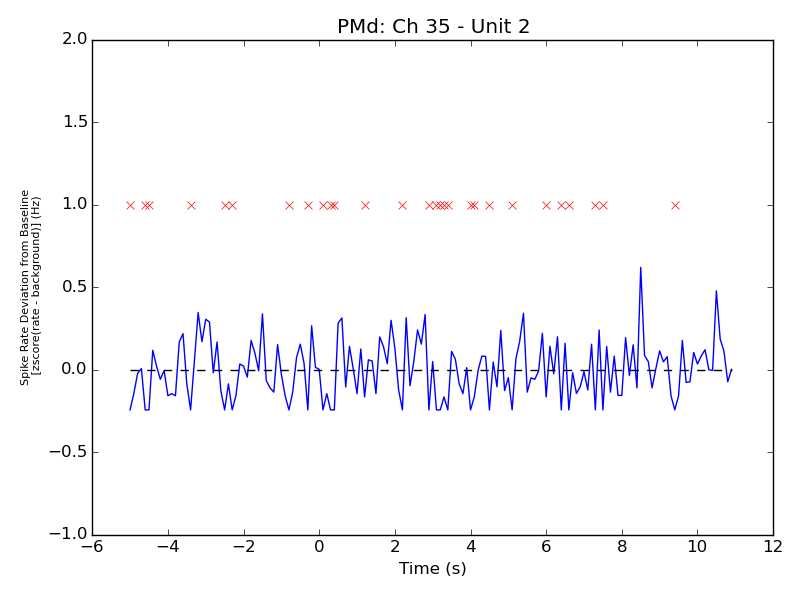 PMd: Ch 35 - Unit 2
2.0
1.5
1.0
0.5
0.0
−0.5
−1.0
Spike Rate Deviation from Baseline
[zscore(rate - background)] (Hz)
−6 −4 −2 0 2 4 6 8 10 12
Time (s)